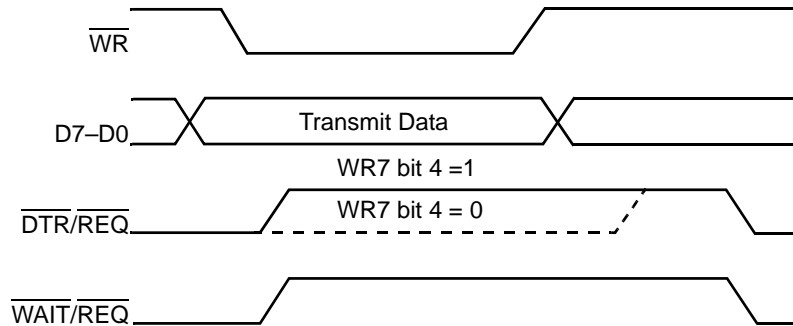 WR
D7–D0
Transmit Data
WR7 bit 4 =1
WR7 bit 4 = 0
DTR/REQ
WAIT/REQ